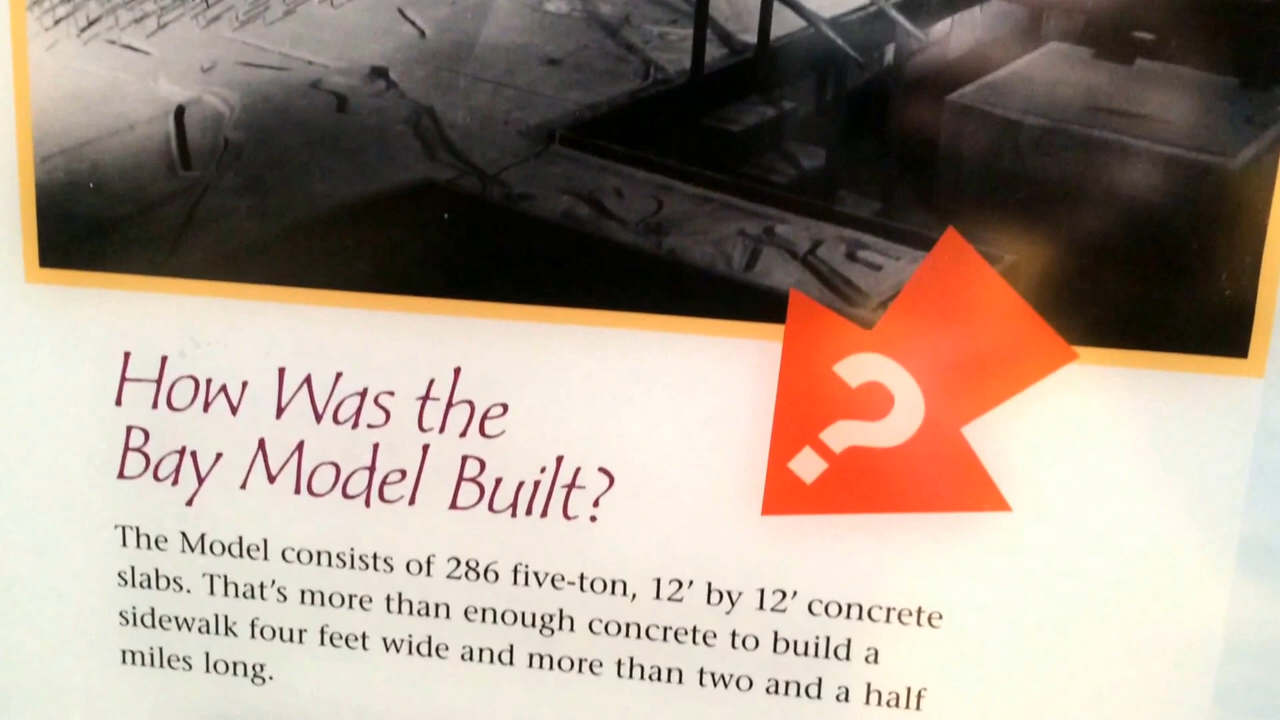 How Was the
Bay Model Built?
?
The Model consists of 286 five-ton, 12′ by 12′ concrete
slabs. That's more than enough concrete to build a
sidewalk four feet wide and more than two and a half
miles long.